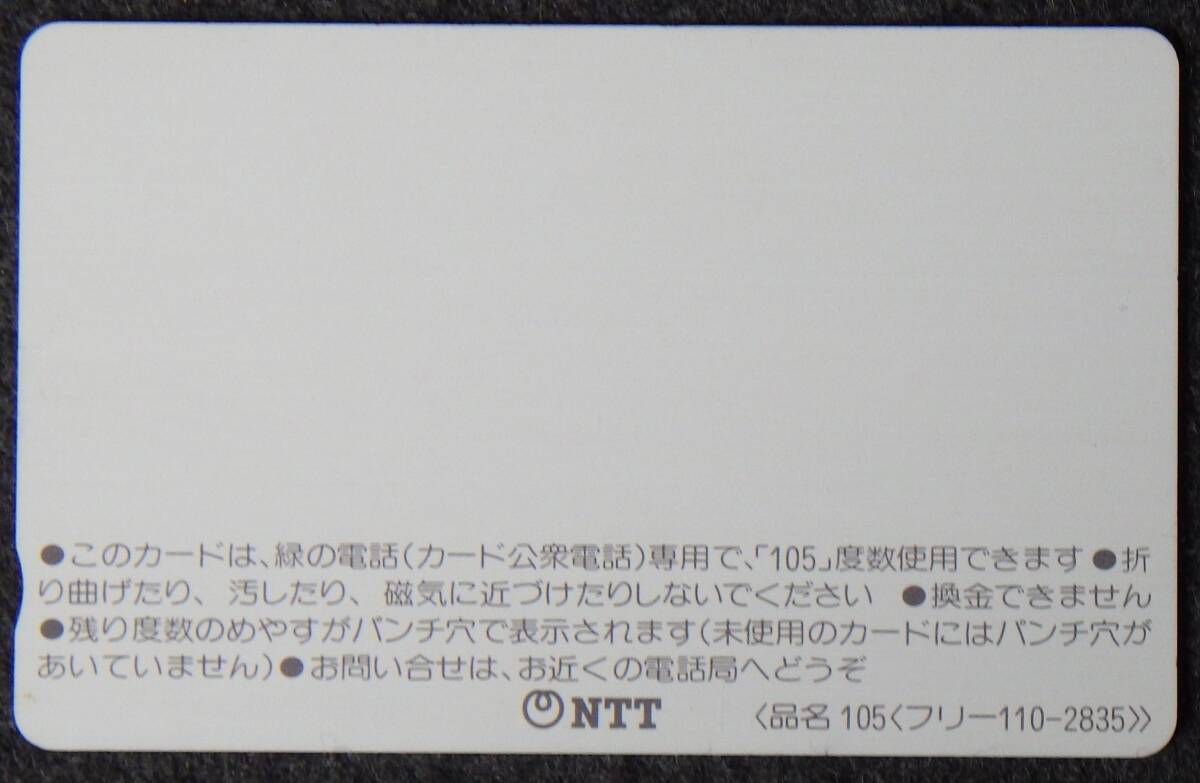 ●このカードは、緑の電話(カード公衆電話)専用で、「105」度数使用できます ●折
り曲げたり、汚したり、磁気に近づけたりしないでください ●換金できません
●残り度数のめやすがパンチ穴で表示されます(未使用のカードにはパンチ穴が
あいていません)●お問い合せは、お近くの電話局へどうぞ
NTT 〈品名 105〈フリー110-2835〉〉